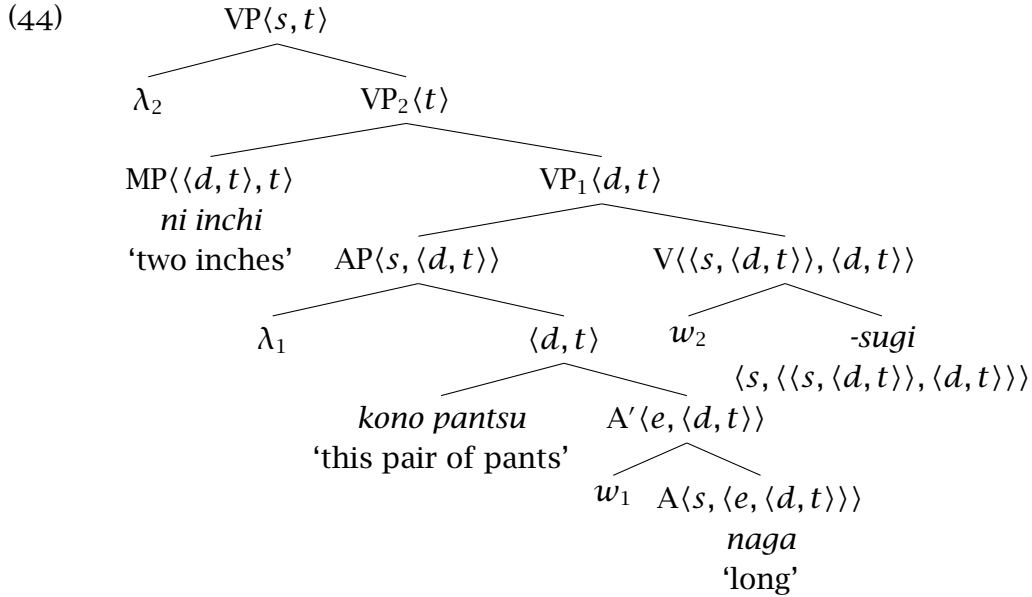 (44) VP⟨s, t⟩
λ₂ VP₂⟨t⟩
MP⟨⟨d, t⟩, t⟩ VP₁⟨d, t⟩
ni inchi
‘two inches’ AP⟨s, ⟨d, t⟩⟩ V⟨⟨s, ⟨d, t⟩⟩, ⟨d, t⟩⟩
λ₁ ⟨d, t⟩ w₂ -sugi
⟨s, ⟨⟨s, ⟨d, t⟩⟩, ⟨d, t⟩⟩⟩
kono pantsu A′⟨e, ⟨d, t⟩⟩
‘this pair of pants’
w₁ A⟨s, ⟨e, ⟨d, t⟩⟩⟩
naga
‘long’